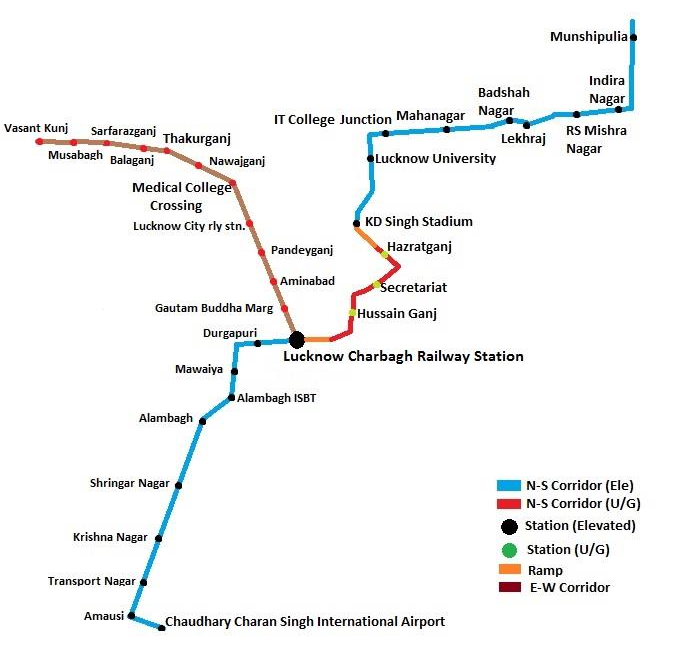 Munshipulia
Indira
Nagar
Badshah
Nagar
IT College Junction
Mahanagar
Lekhraj
RS Mishra
Nagar
Vasant Kunj
Sarfarazganj
Thakurganj
Musabagh
Balaganj
Nawajganj
Lucknow University
Medical College
Crossing
Lucknow City rly stn.
KD Singh Stadium
Pandeyganj
Hazratganj
Aminabad
Secretariat
Gautam Buddha Marg
Hussain Ganj
Durgapuri
Lucknow Charbagh Railway Station
Mawaiya
Alambagh ISBT
Alambagh
Shringar Nagar
N-S Corridor (Ele)
N-S Corridor (U/G)
Station (Elevated)
Krishna Nagar
Station (U/G)
Ramp
Transport Nagar
E-W Corridor
Amausi
Chaudhary Charan Singh International Airport